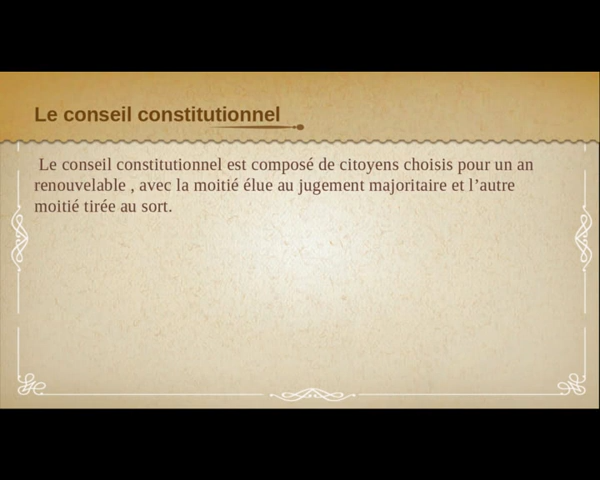 Le conseil constitutionnel
Le conseil constitutionnel est composé de citoyens choisis pour un an
renouvelable , avec la moitié élue au jugement majoritaire et l’autre
moitié tirée au sort.